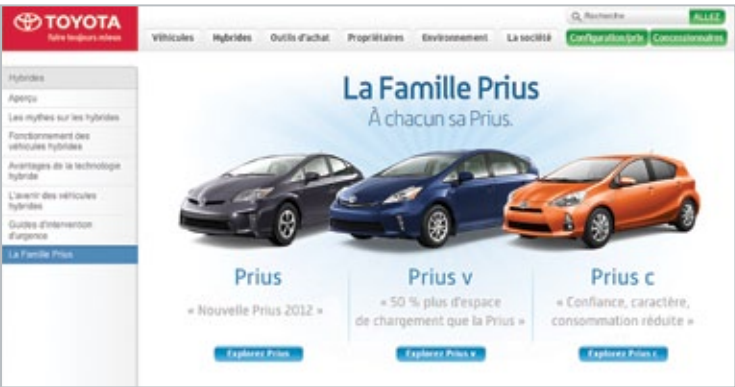 TOYOTA
faire toujours mieux
Recherche
ALLEZ
Véhicules Hybrides Outils d'achat Propriétaires Environnement La société Configuration/prix Concessionnaires
Hybrides
Aperçu
Les mythes sur les hybrides
Fonctionnement des
véhicules hybrides
Avantages de la technologie
hybride
L'avenir des véhicules
hybrides
Guides d'intervention
d'urgence
La Famille Prius
La Famille Prius
À chacun sa Prius.
Prius
« Nouvelle Prius 2012 »
Explorez Prius
Prius v
« 50 % plus d'espace
de chargement que la Prius »
Explorez Prius v
Prius c
« Confiance, caractère,
consommation réduite »
Explorez Prius c